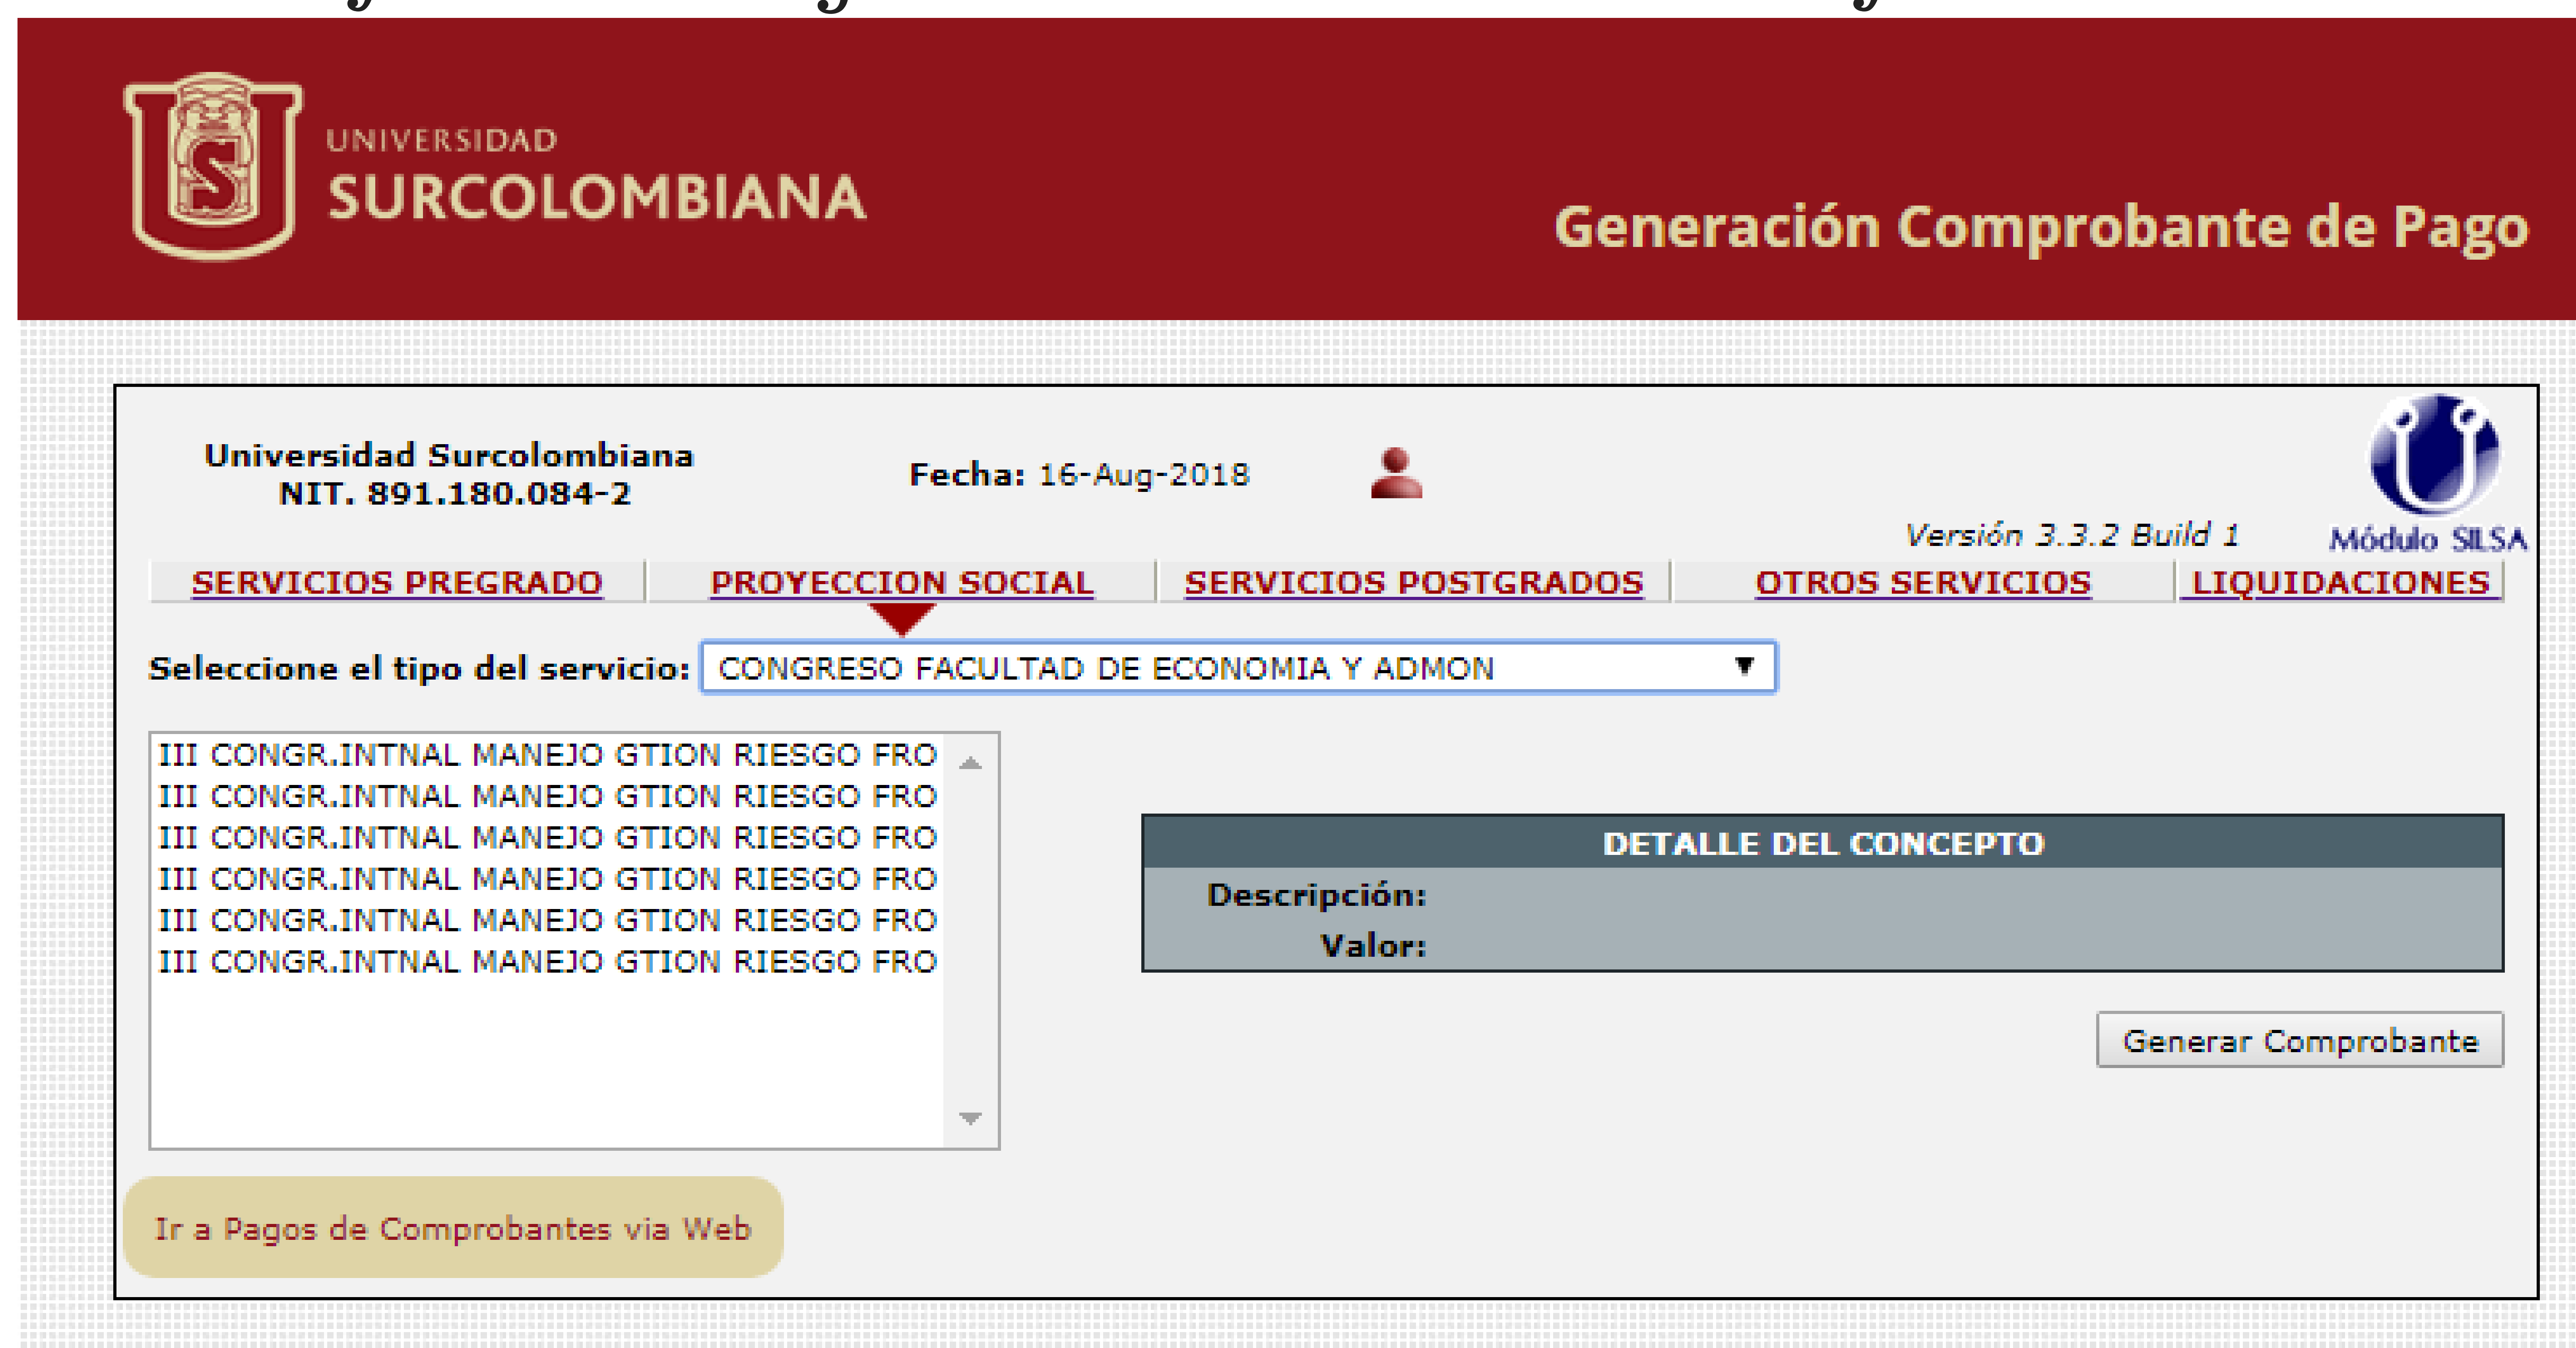 UNIVERSIDAD
SURCOLOMBIANA
Generación Comprobante de Pago
Universidad Surcolombiana
NIT. 891.180.084-2
Fecha: 16-Aug-2018
Versión 3.3.2 Build 1
Módulo SILSA
SERVICIOS PREGRADO PROYECCION SOCIAL SERVICIOS POSTGRADOS OTROS SERVICIOS LIQUIDACIONES
Seleccione el tipo del servicio: CONGRESO FACULTAD DE ECONOMIA Y ADMON
III CONGR.INTNAL MANEJO GTION RIESGO FRO
III CONGR.INTNAL MANEJO GTION RIESGO FRO
III CONGR.INTNAL MANEJO GTION RIESGO FRO
III CONGR.INTNAL MANEJO GTION RIESGO FRO
III CONGR.INTNAL MANEJO GTION RIESGO FRO
III CONGR.INTNAL MANEJO GTION RIESGO FRO
DETALLE DEL CONCEPTO
Descripción:
Valor:
Generar Comprobante
Ir a Pagos de Comprobantes via Web